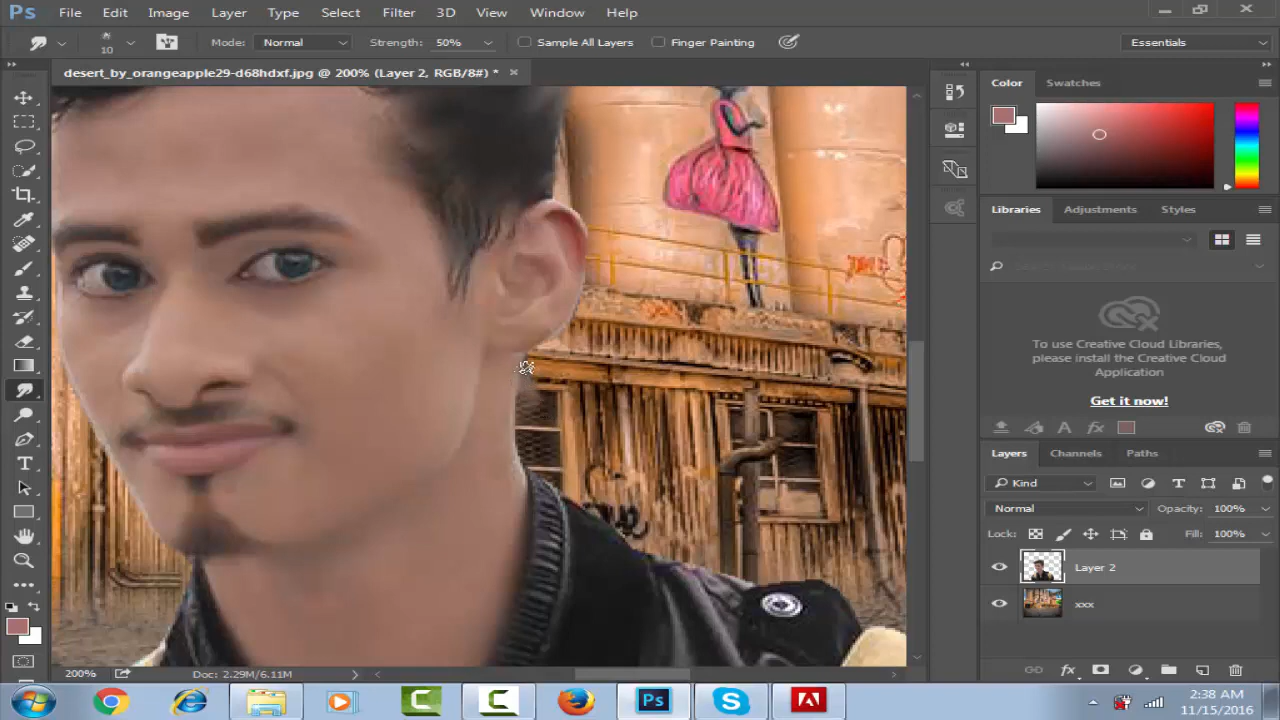 Ps File Edit Image Layer Type Select Filter 3D View Window Help
10 Mode: Normal Strength: 50% Sample All Layers Finger Painting Essentials
desert_by_orangeapple29-d68hdxf.jpg @ 200% (Layer 2, RGB/8#) * ×
Color Swatches
Libraries Adjustments Styles
To use Creative Cloud Libraries,
please install the Creative Cloud
Application
Get it now!
Layers Channels Paths
Kind
Normal Opacity: 100%
Lock: Fill: 100%
Layer 2
xxx
200% Doc: 2.29M/6.11M
Ps
2:38 AM
11/15/2016